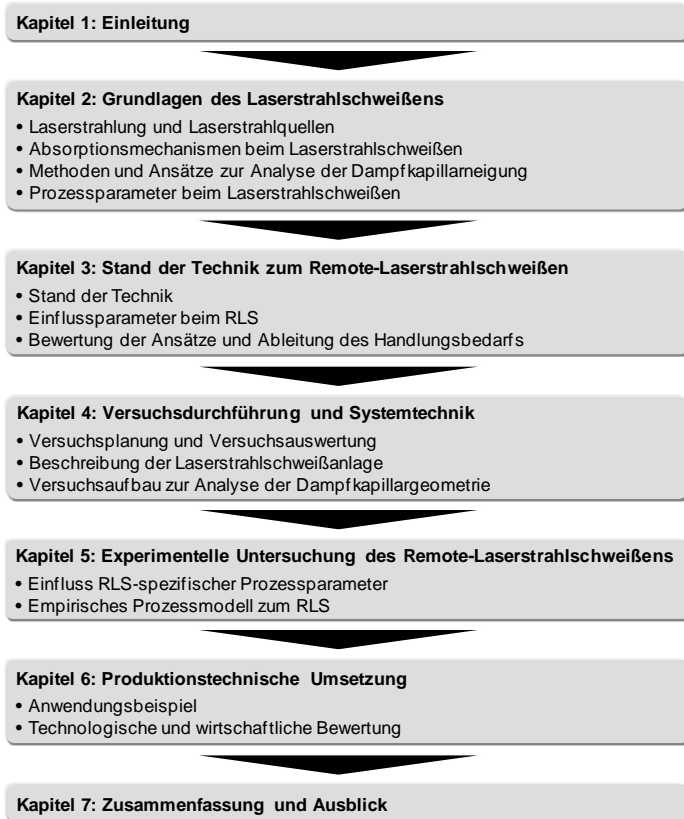 Kapitel 1: Einleitung
Kapitel 2: Grundlagen des Laserstrahlschweißens
• Laserstrahlung und Laserstrahlquellen
• Absorptionsmechanismen beim Laserstrahlschweißen
• Methoden und Ansätze zur Analyse der Dampfkapillarneigung
• Prozessparameter beim Laserstrahlschweißen
Kapitel 3: Stand der Technik zum Remote-Laserstrahlschweißen
• Stand der Technik
• Einflussparameter beim RLS
• Bewertung der Ansätze und Ableitung des Handlungsbedarfs
Kapitel 4: Versuchsdurchführung und Systemtechnik
• Versuchsplanung und Versuchsauswertung
• Beschreibung der Laserstrahlschweißanlage
• Versuchsaufbau zur Analyse der Dampfkapillargeometrie
Kapitel 5: Experimentelle Untersuchung des Remote-Laserstrahlschweißens
• Einfluss RLS-spezifischer Prozessparameter
• Empirisches Prozessmodell zum RLS
Kapitel 6: Produktionstechnische Umsetzung
• Anwendungsbeispiel
• Technologische und wirtschaftliche Bewertung
Kapitel 7: Zusammenfassung und Ausblick